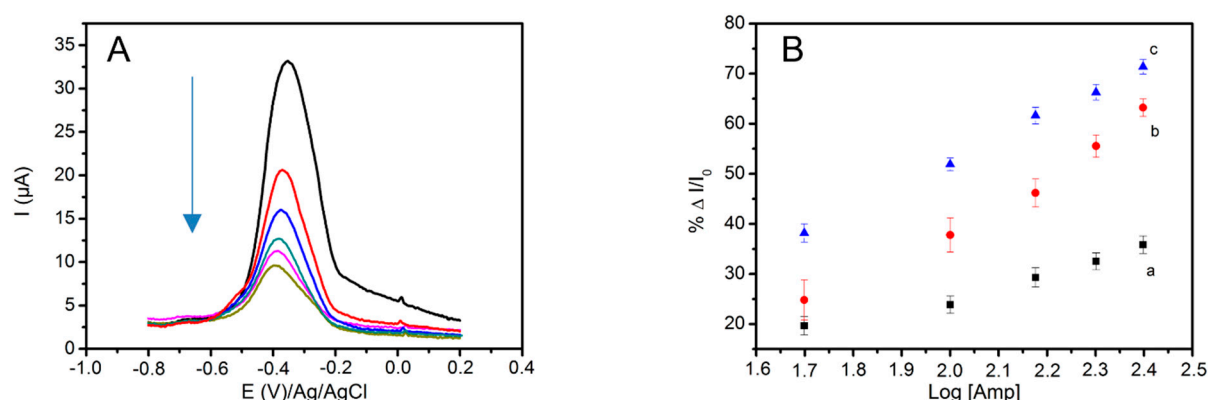 A
I (µA)
35
30
25
20
15
10
5
0
-1.0 -0.8 -0.6 -0.4 -0.2 0.0 0.2 0.4
E (V)/Ag/AgCl
B
% Δ I/I₀
80
70
60
50
40
30
20
c
b
a
1.6 1.7 1.8 1.9 2.0 2.1 2.2 2.3 2.4 2.5
Log [Amp]